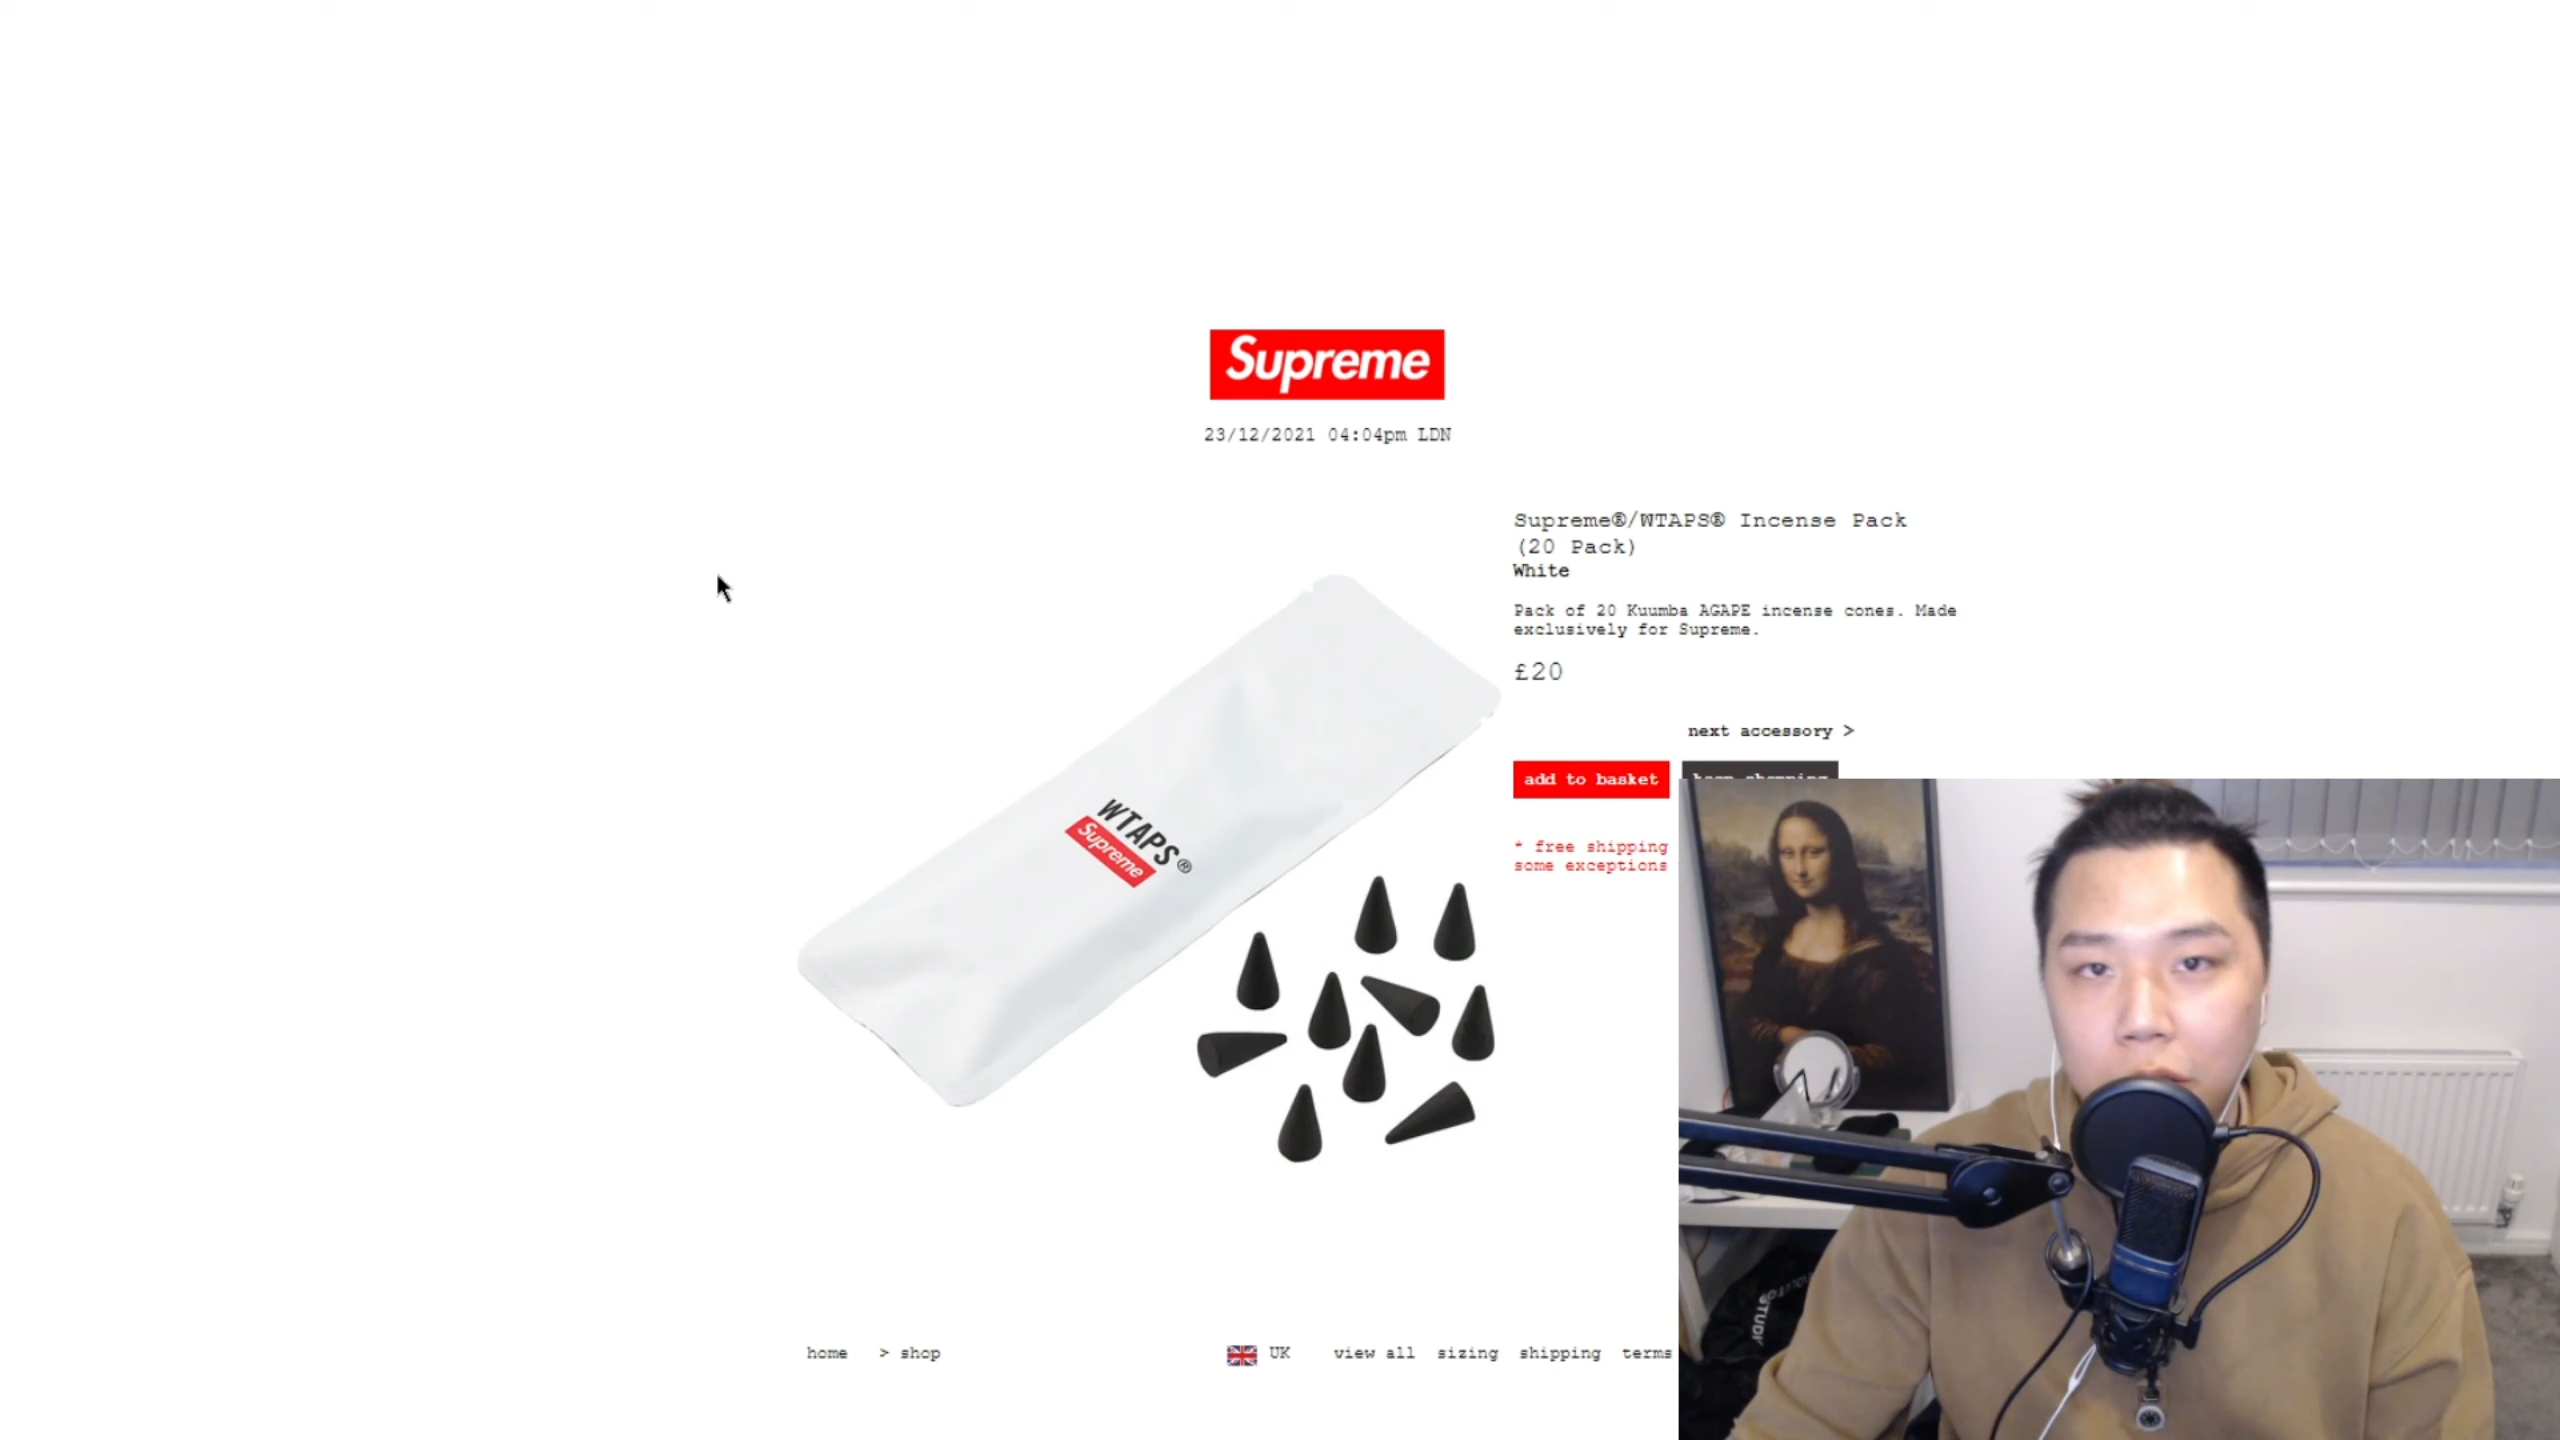 Supreme
23/12/2021 04:04pm LDN
Supreme®/WTAPS® Incense Pack
(20 Pack)
White
Pack of 20 Kuumba AGAPE incense cones. Made
exclusively for Supreme.
£20
next accessory >
add to basket
keep shopping
* free shipping
some exceptions
WTAPS®
Supreme
home > shop
UK view all sizing shipping terms